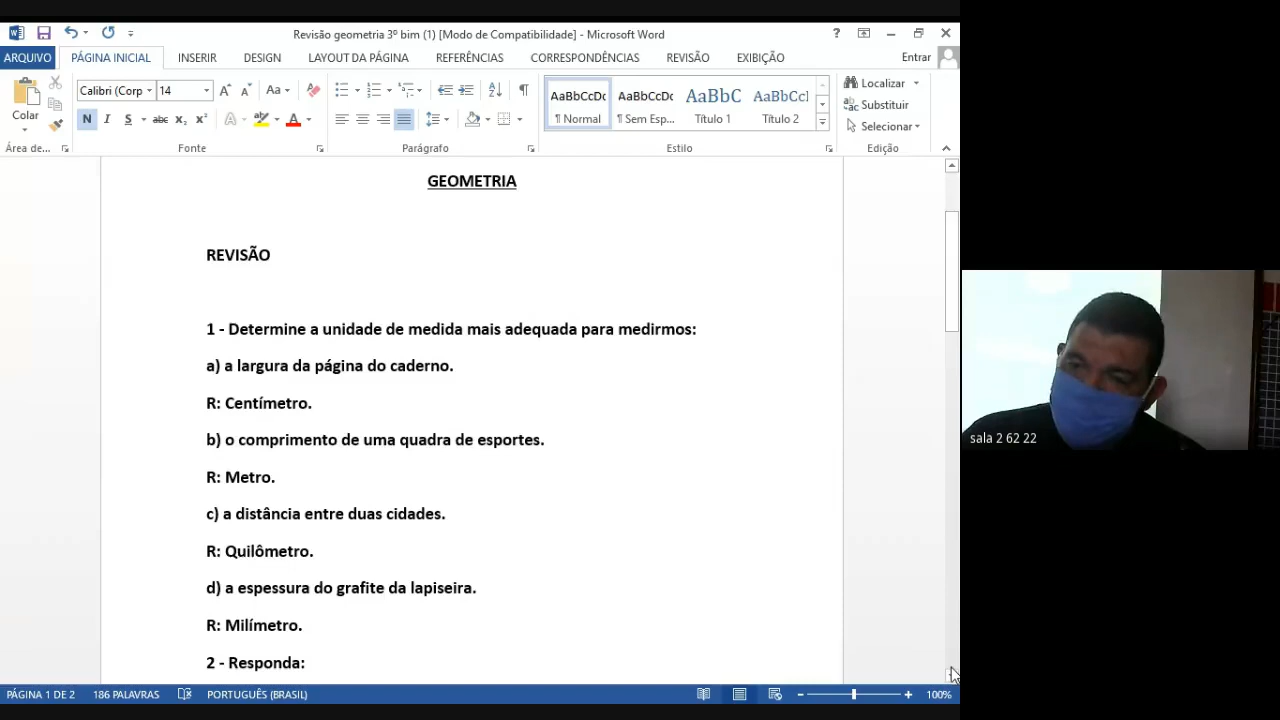 Revisão geometria 3º bim (1) [Modo de Compatibilidade] - Microsoft Word
ARQUIVO PÁGINA INICIAL INSERIR DESIGN LAYOUT DA PÁGINA REFERÊNCIAS CORRESPONDÊNCIAS REVISÃO EXIBIÇÃO Entrar
Colar
Calibri (Corp 14
AaBbCcDc AaBbCcDc AaBbC AaBbCcl
¶ Normal ¶ Sem Esp... Título 1 Título 2
Localizar
Substituir
Selecionar
Área de... Fonte Parágrafo Estilo Edição
GEOMETRIA
REVISÃO
1 - Determine a unidade de medida mais adequada para medirmos:
a) a largura da página do caderno.
R: Centímetro.
b) o comprimento de uma quadra de esportes.
R: Metro.
c) a distância entre duas cidades.
R: Quilômetro.
d) a espessura do grafite da lapiseira.
R: Milímetro.
2 - Responda:
PÁGINA 1 DE 2 186 PALAVRAS PORTUGUÊS (BRASIL) 100%
sala 2 62 22